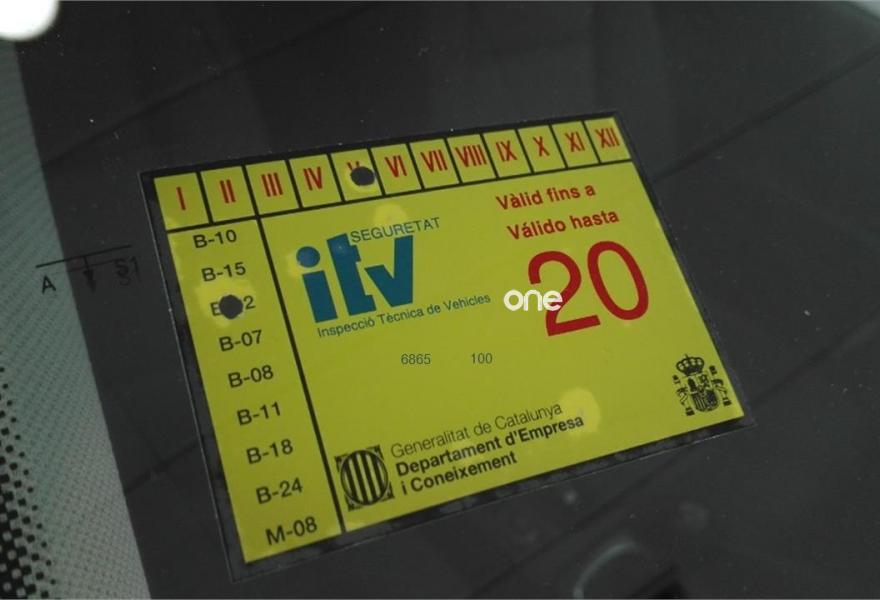 I II III IV V VI VII VIII IX X XI XII
B-10
B-15
B-07
B-08
B-11
B-18
B-24
M-08
SEGURETAT
itv
Inspecció Tècnica de Vehicles
Vàlid fins a
Válido hasta
20
one
6865 100
Generalitat de Catalunya
Departament d'Empresa
i Coneixement
A